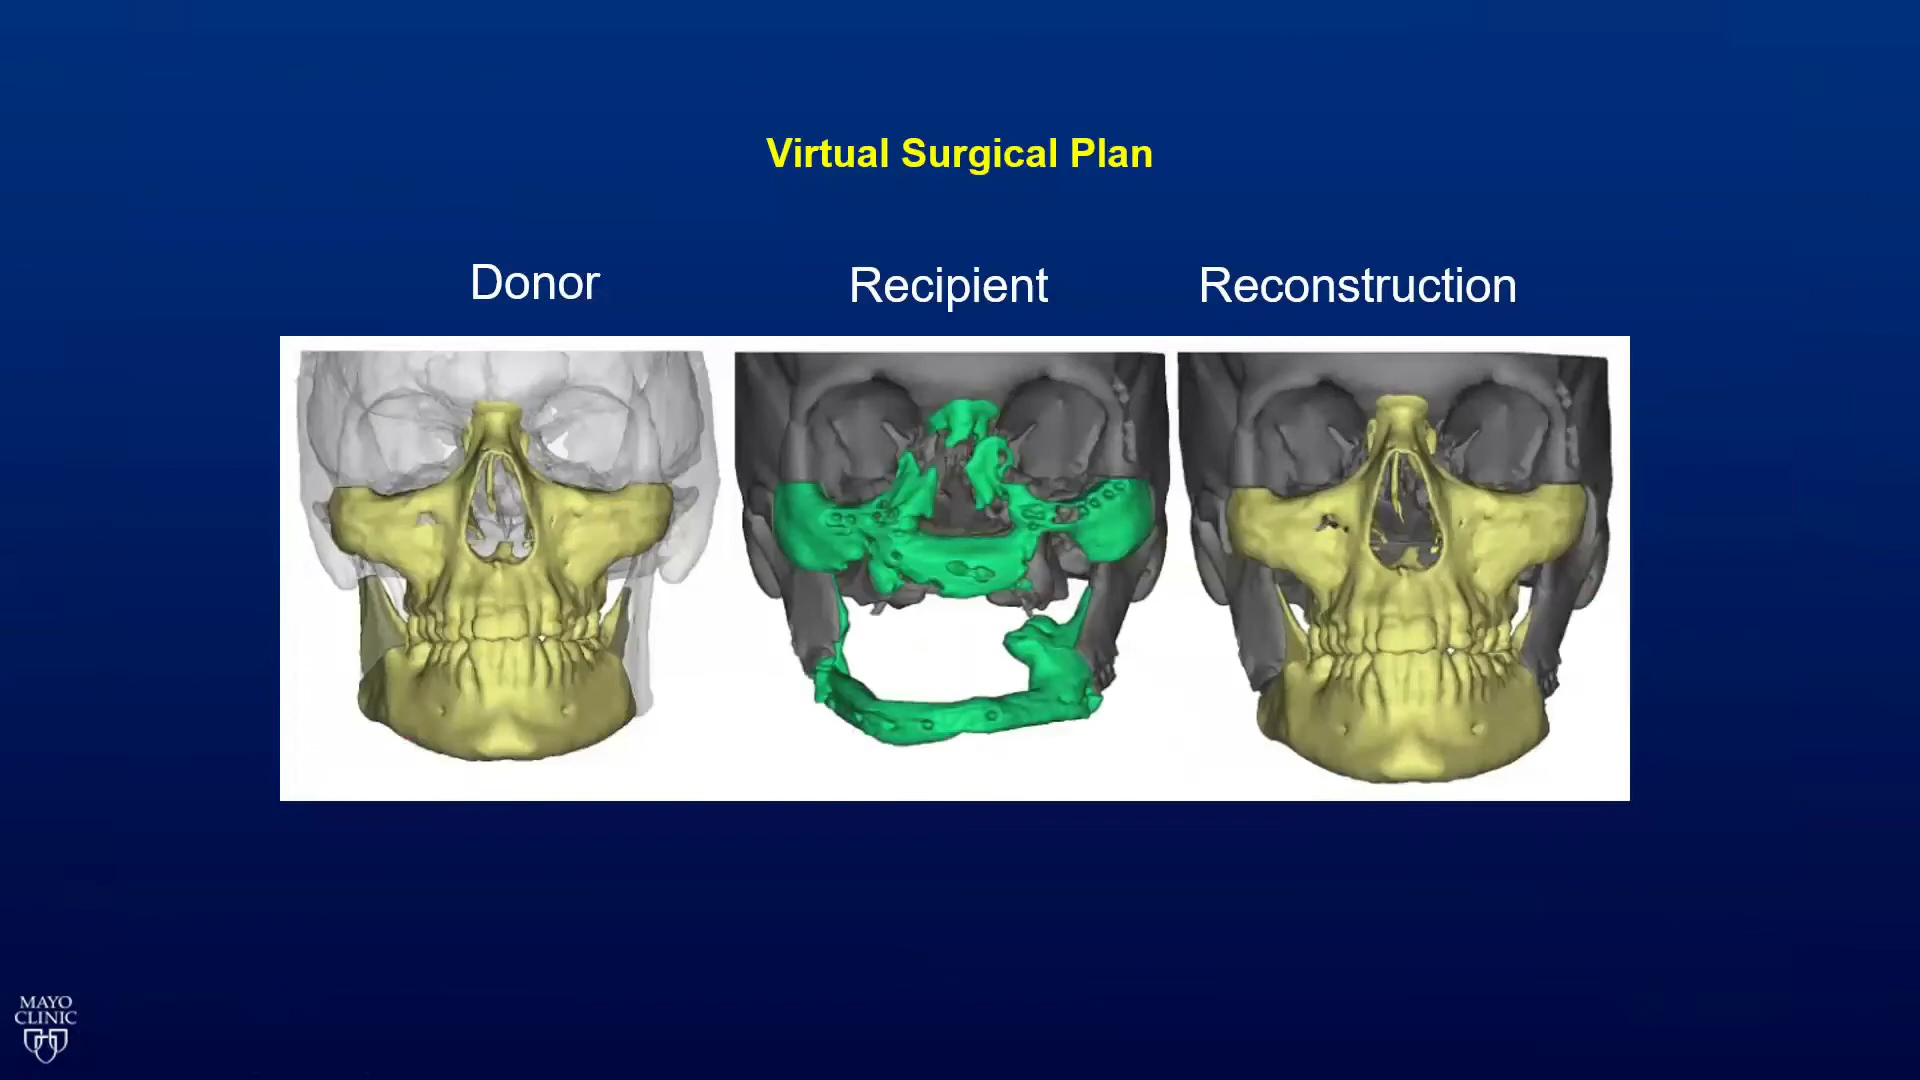 Virtual Surgical Plan
Donor
Recipient
Reconstruction
MAYO
CLINIC